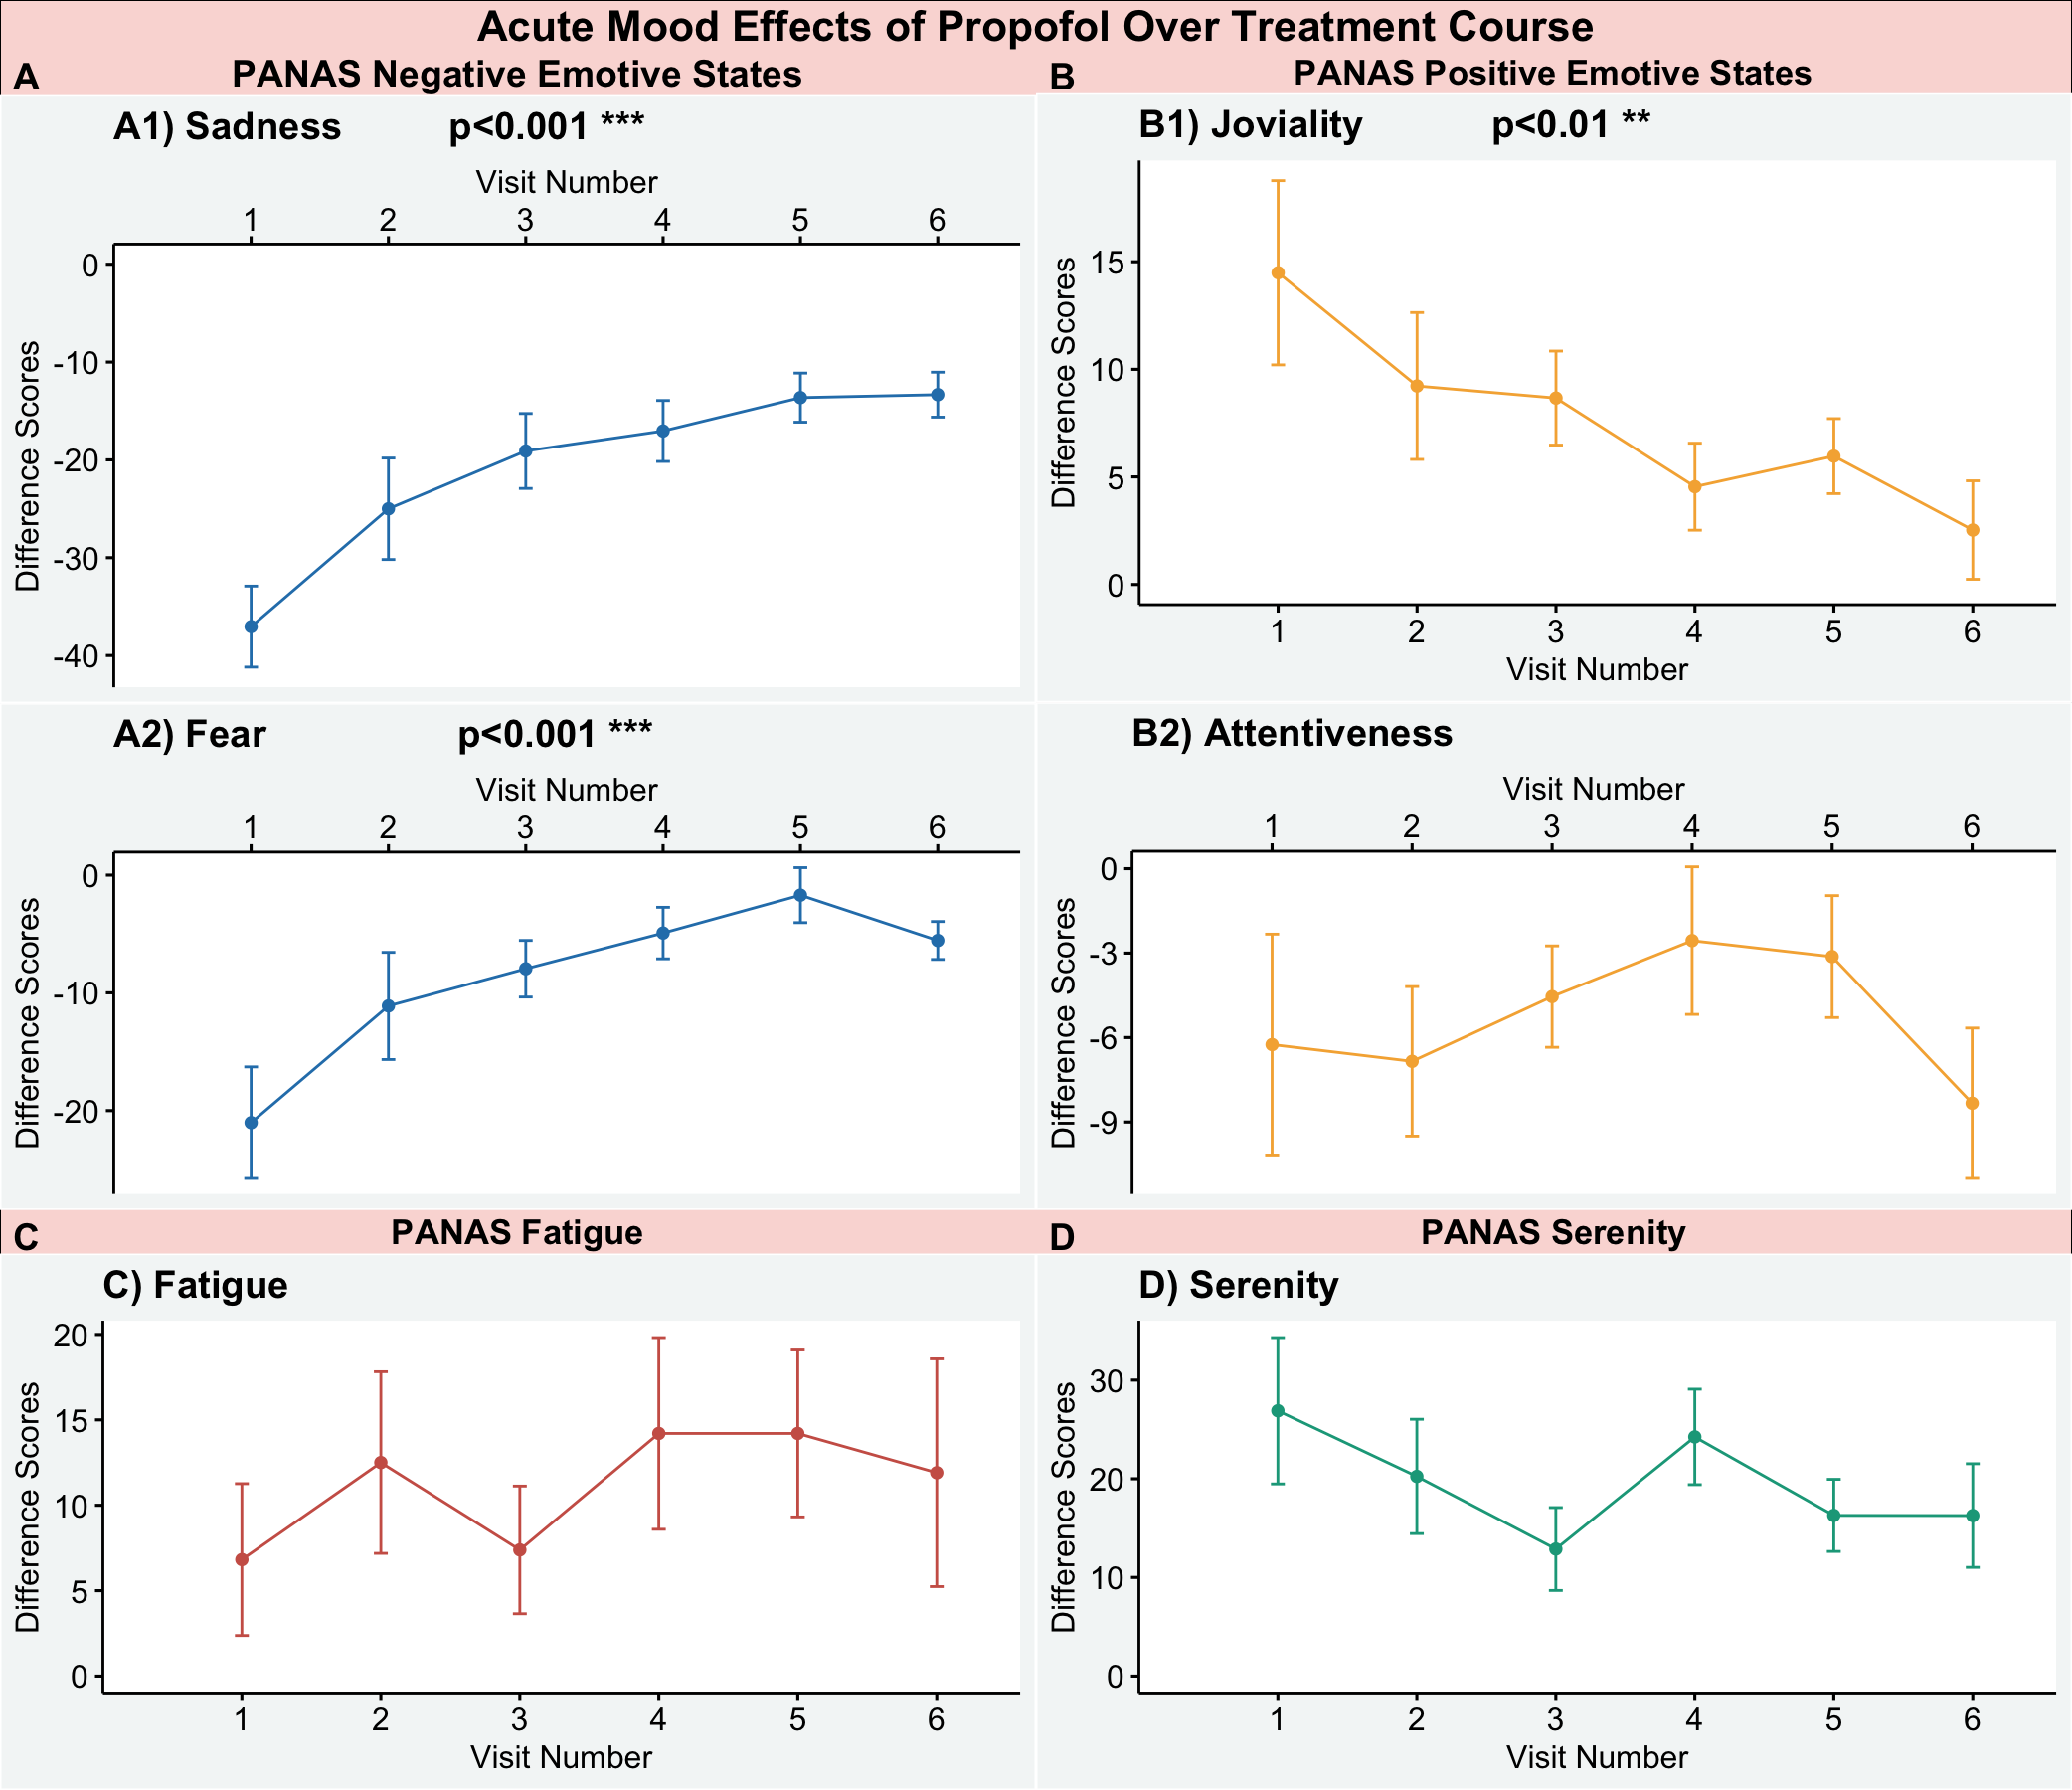 Acute Mood Effects of Propofol Over Treatment Course
A PANAS Negative Emotive States
A1) Sadness p<0.001 ***
Visit Number
1 2 3 4 5 6
Difference Scores
0
-10
-20
-30
-40
A2) Fear p<0.001 ***
Visit Number
1 2 3 4 5 6
Difference Scores
0
-10
-20
B PANAS Positive Emotive States
B1) Joviality p<0.01 **
Difference Scores
15
10
5
0
1 2 3 4 5 6
Visit Number
B2) Attentiveness
Visit Number
1 2 3 4 5 6
Difference Scores
0
-3
-6
-9
C PANAS Fatigue
C) Fatigue
Difference Scores
20
15
10
5
0
1 2 3 4 5 6
Visit Number
D PANAS Serenity
D) Serenity
Difference Scores
30
20
10
0
1 2 3 4 5 6
Visit Number